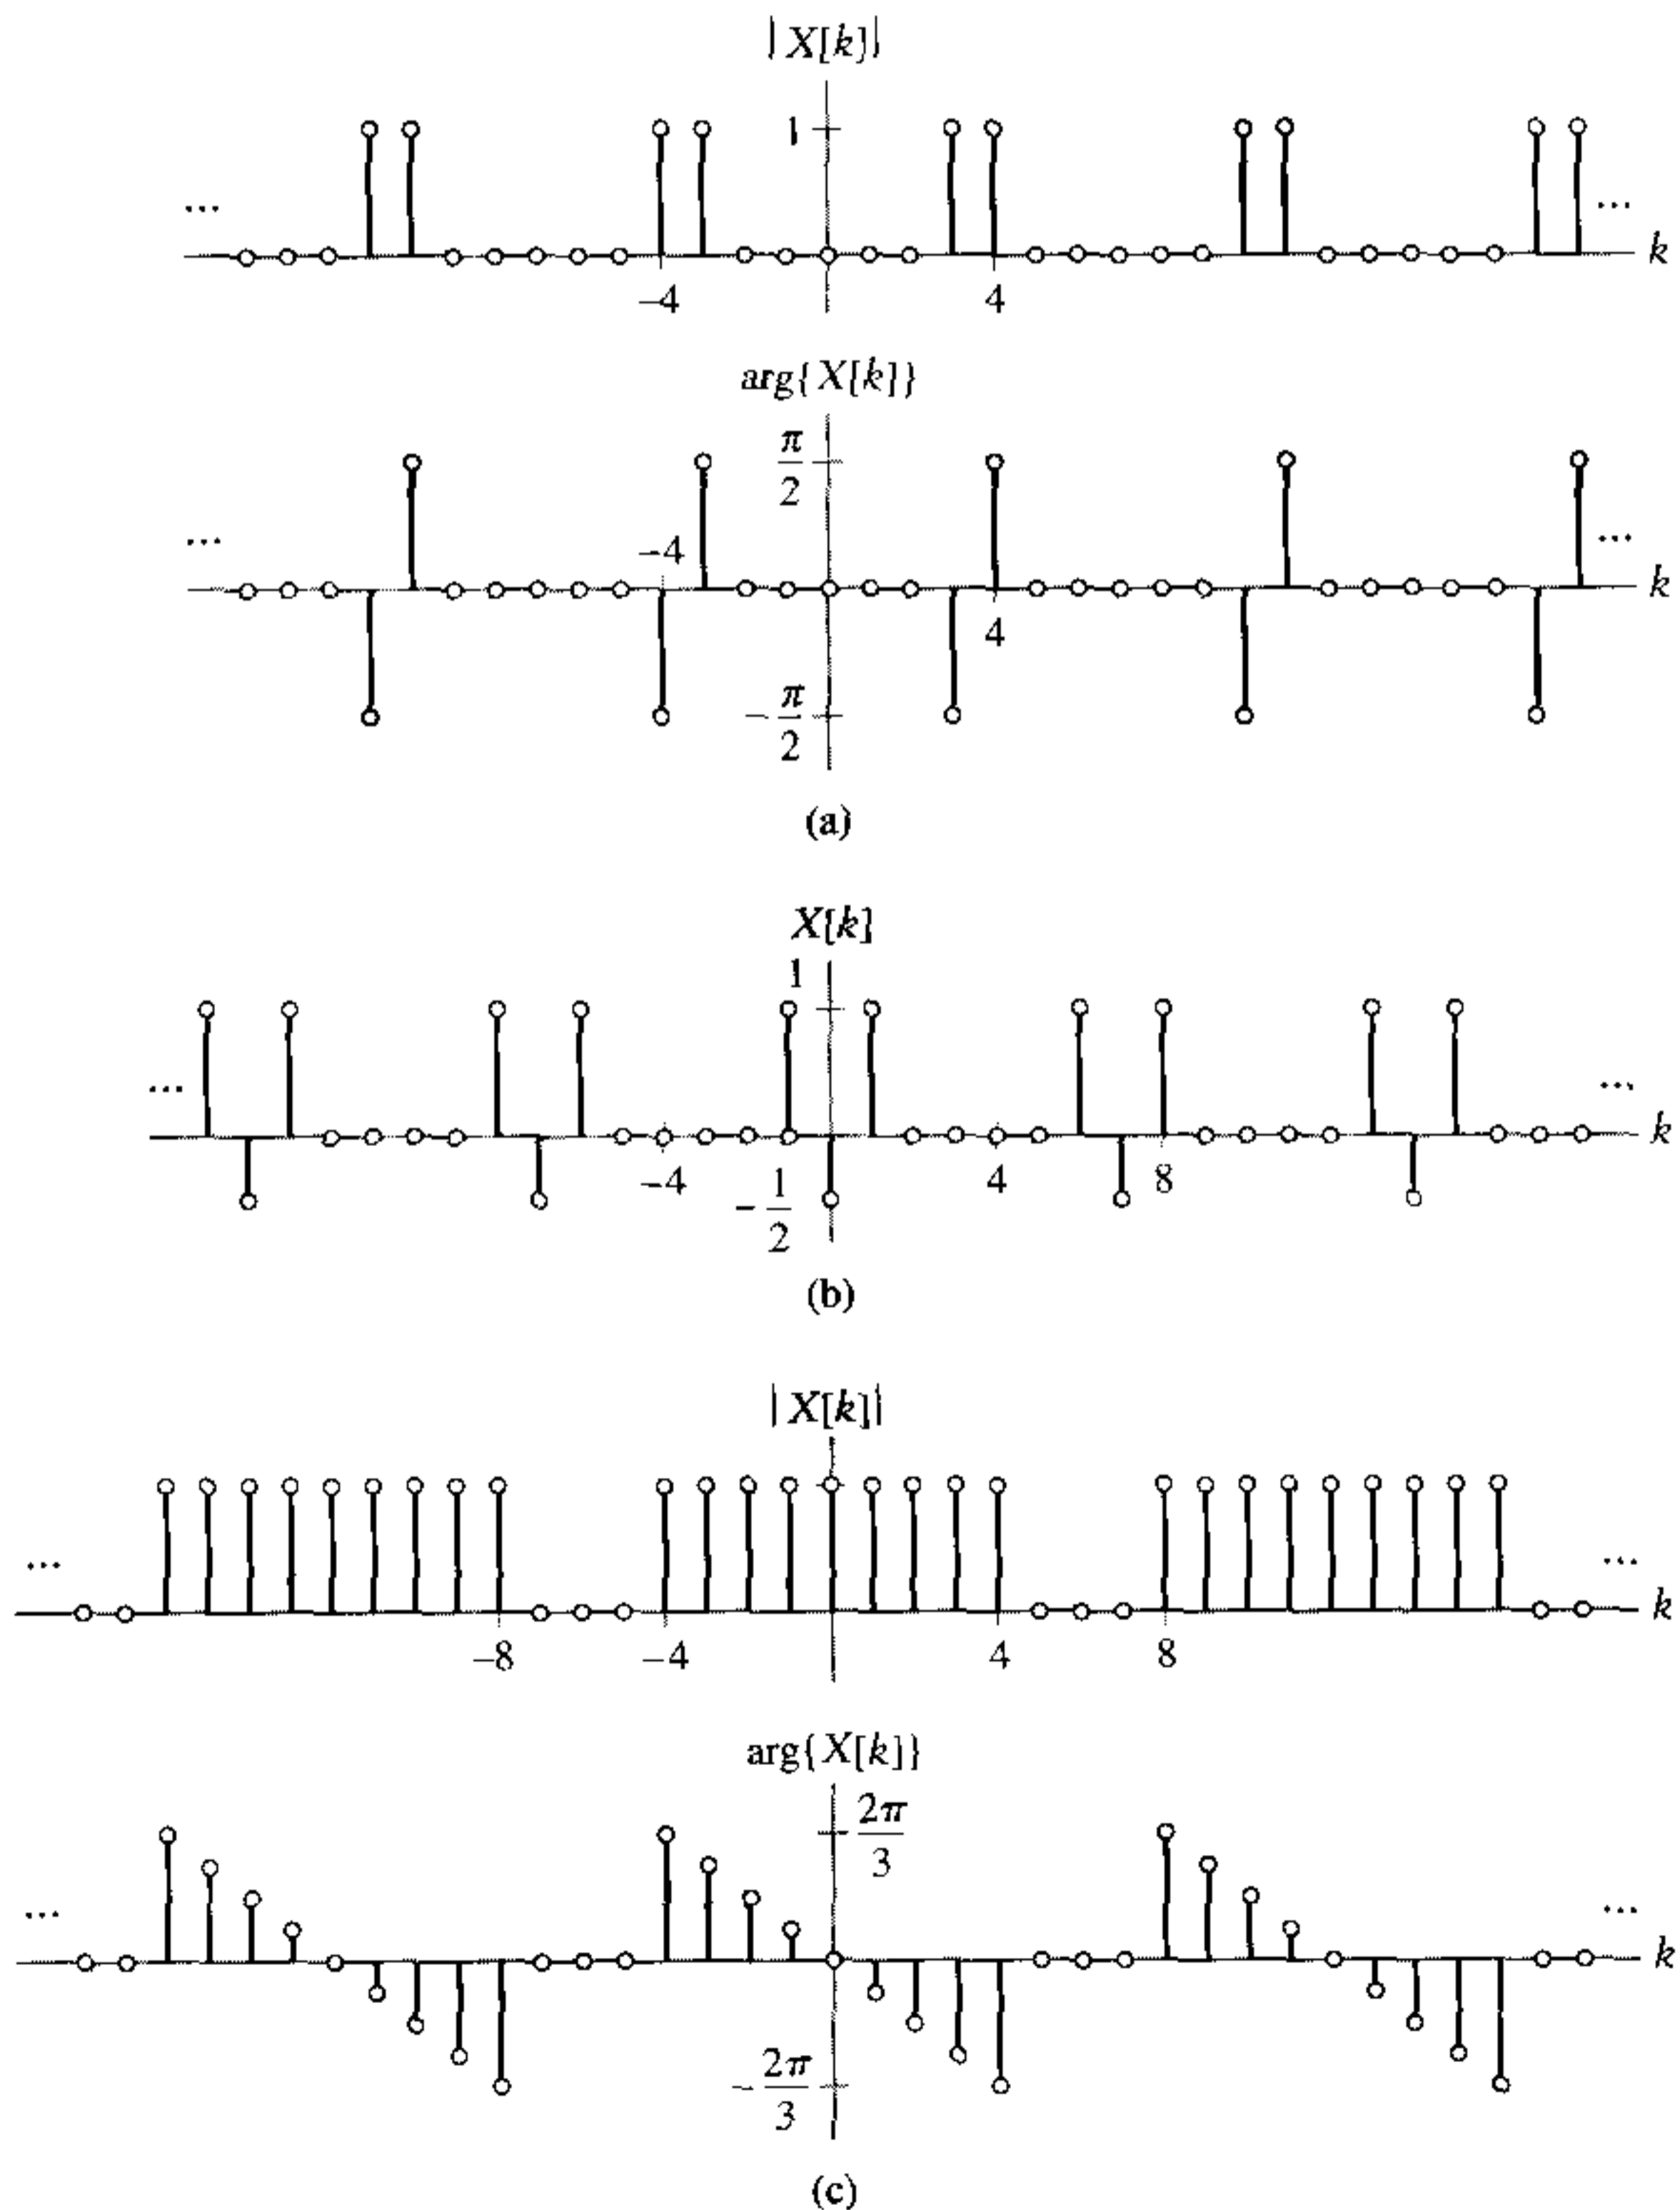 |X[k]|
1
... ...
k
-4 4
arg{X[k]}
π/2
... -4 ...
k
4
-π/2
(a)
X[k]
1
... ...
k
-4 -1/2 4 8
(b)
|X[k]|
... ...
k
-8 -4 4 8
arg{X[k]}
2π/3
... ...
k
-2π/3
(c)